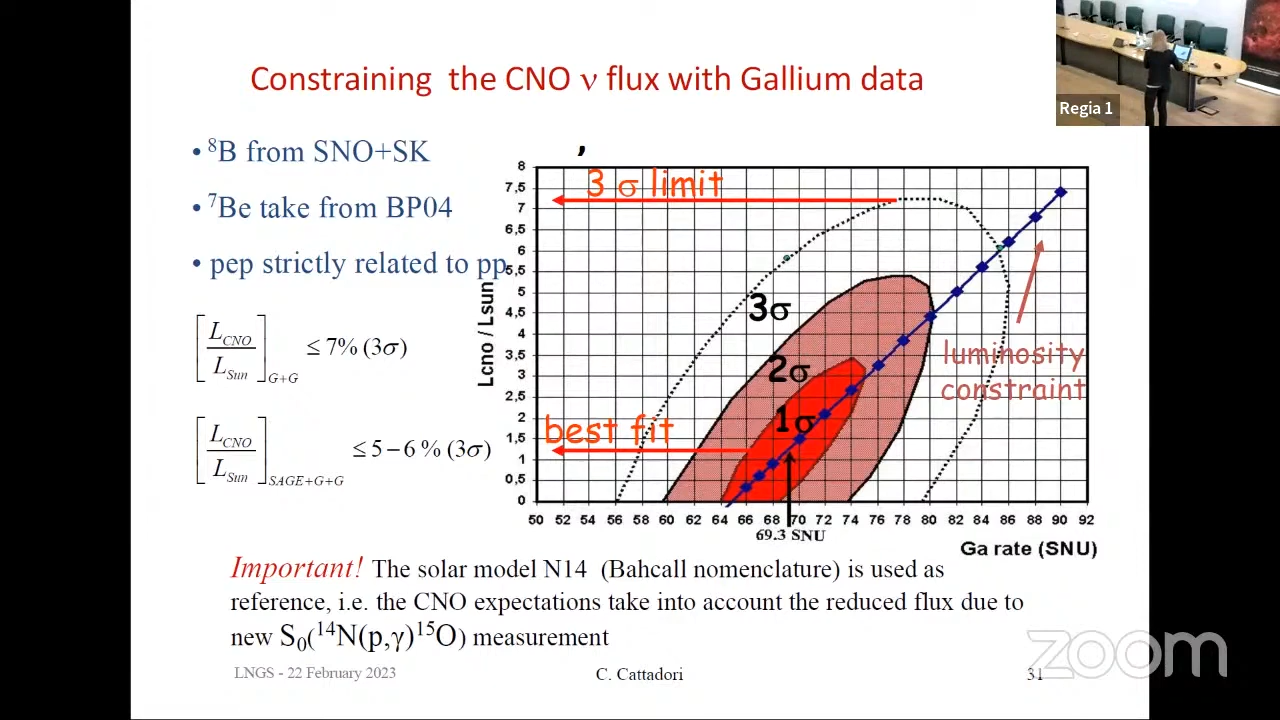 Constraining the CNO ν flux with Gallium data
Regia 1
• ⁸B from SNO+SK
• ⁷Be take from BP04
• pep strictly related to pp
,
[L_CNO / L_Sun]_G+G ≤ 7% (3σ)
[L_CNO / L_Sun]_SAGE+G+G ≤ 5 – 6 % (3σ)
8
7,5
7
6,5
6
5,5
5
4,5
4
3,5
3
2,5
2
1,5
1
0,5
0
Lcno / Lsun
3 σ limit
3σ
2σ
1σ
best fit
luminosity
constraint
50 52 54 56 58 60 62 64 66 68 70 72 74 76 78 80 82 84 86 88 90 92
69.3 SNU
Ga rate (SNU)
Important! The solar model N14 (Bahcall nomenclature) is used as
reference, i.e. the CNO expectations take into account the reduced flux due to
new S₀(¹⁴N(p,γ)¹⁵O) measurement
LNGS - 22 February 2023
C. Cattadori
31
zoom